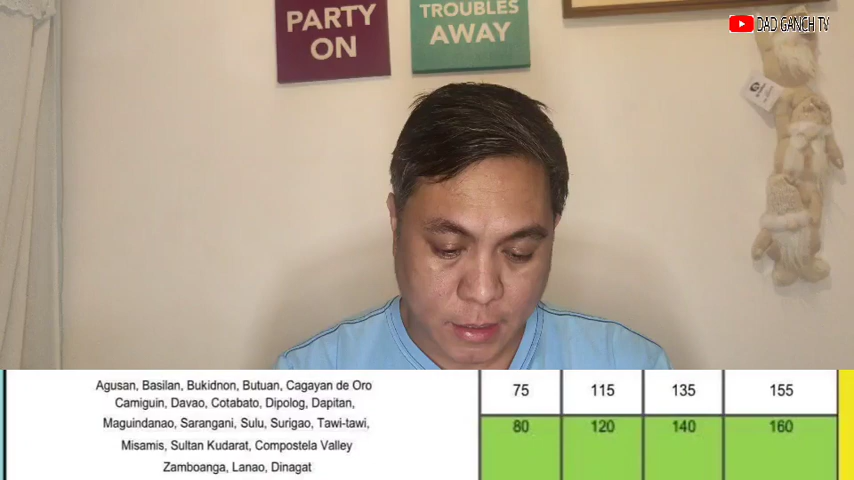 PARTY
ON
TROUBLES
AWAY
DAD GANCH TV
Agusan, Basilan, Bukidnon, Butuan, Cagayan de Oro
Camiguin, Davao, Cotabato, Dipolog, Dapitan,
Maguindanao, Sarangani, Sulu, Surigao, Tawi-tawi,
Misamis, Sultan Kudarat, Compostela Valley
Zamboanga, Lanao, Dinagat
75 115 135 155
80 120 140 160